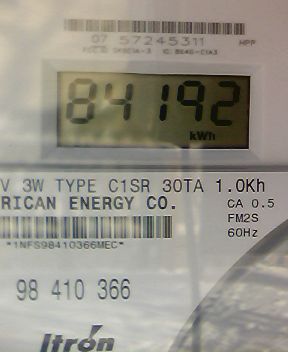 07 57245311 HPP
84192
kWh
V 3W TYPE C1SR 30TA 1.0Kh
RICAN ENERGY CO.
CA 0.5
FM2S
60Hz
*1NFS98410366MEC*
98 410 366
Itron